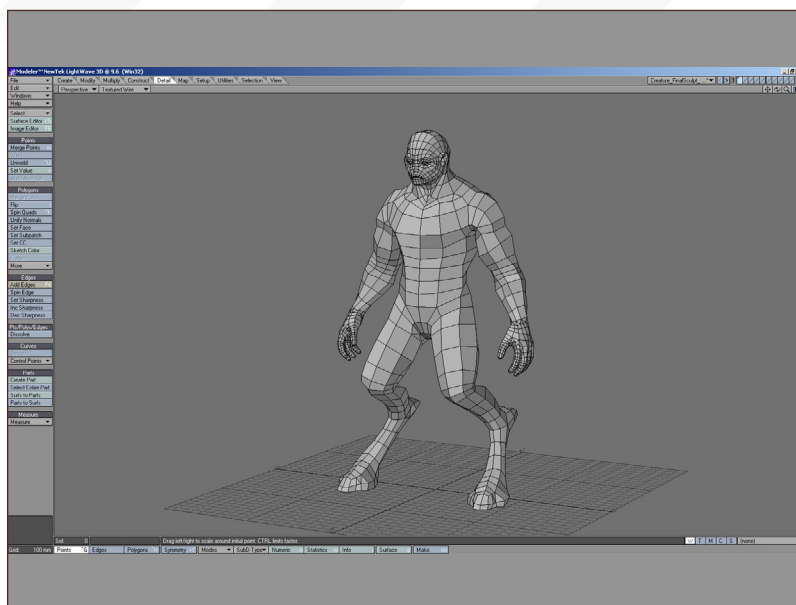 Modeler™ NewTek LightWave 3D ® 9.6 (Win32)
File
Create Modify Multiply Construct Detail Map Setup Utilities Selection View
Creature_FinalSculpt_...
Edit
Perspective Textured Wire
Windows
Help
Select
Surface Editor
Image Editor
Points
Merge Points
Unweld
Set Value
Polygons
Flip
Spin Quads
Unify Normals
Set Face
Set Subpatch
Set CC
Sketch Color
More
Edges
Add Edges
Spin Edge
Set Sharpness
Inc Sharpness
Dec Sharpness
Pts/Polys/Edges
Dissolve
Curves
Control Points
Parts
Create Part
Select Entire Part
Surfs to Parts
Parts to Surfs
Measure
Measure
Sel: 0 Drag left/right to scale around initial point. CTRL limits factor.
W T M C S (none)
Grid: 100 mm Points Edges Polygons Symmetry Modes SubD-Type Numeric Statistics Info Surface Make